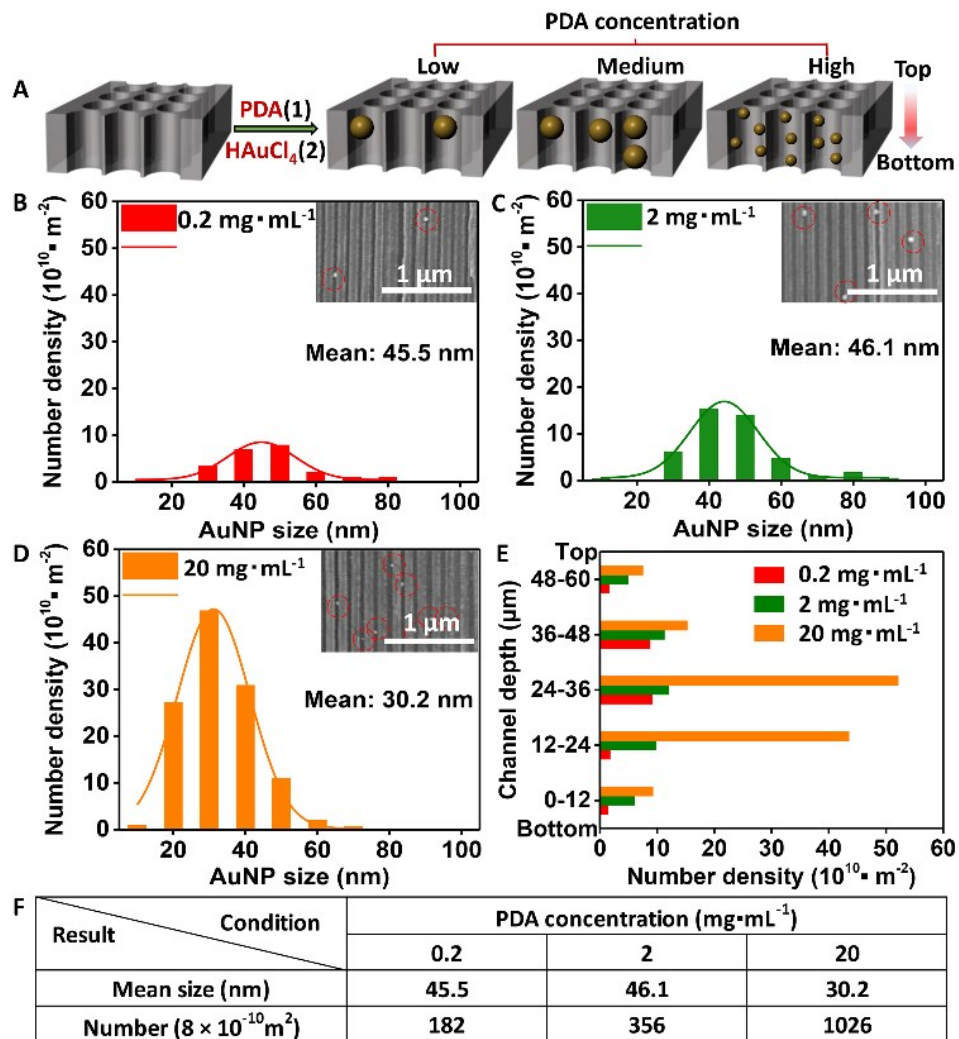 PDA concentration
Low Medium High
A
PDA(1)
HAuCl₄(2)
Top
Bottom
B
Number density (10¹⁰▪ m⁻²)
60
50
40
30
20
10
0
0.2 mg▪mL⁻¹
1 μm
Mean: 45.5 nm
20 40 60 80 100
AuNP size (nm)
C
Number density (10¹⁰▪ m⁻²)
60
50
40
30
20
10
0
2 mg▪mL⁻¹
1 μm
Mean: 46.1 nm
20 40 60 80 100
AuNP size (nm)
D
Number density (10¹⁰▪ m⁻²)
60
50
40
30
20
10
0
20 mg▪mL⁻¹
1 μm
Mean: 30.2 nm
20 40 60 80 100
AuNP size (nm)
E
Channel depth (μm)
Top
48-60
36-48
24-36
12-24
0-12
Bottom
0.2 mg▪mL⁻¹
2 mg▪mL⁻¹
20 mg▪mL⁻¹
0 10 20 30 40 50 60
Number density (10¹⁰▪ m⁻²)
F
Result Condition PDA concentration (mg▪mL⁻¹)
0.2 2 20
Mean size (nm) 45.5 46.1 30.2
Number (8 × 10⁻¹⁰m²) 182 356 1026